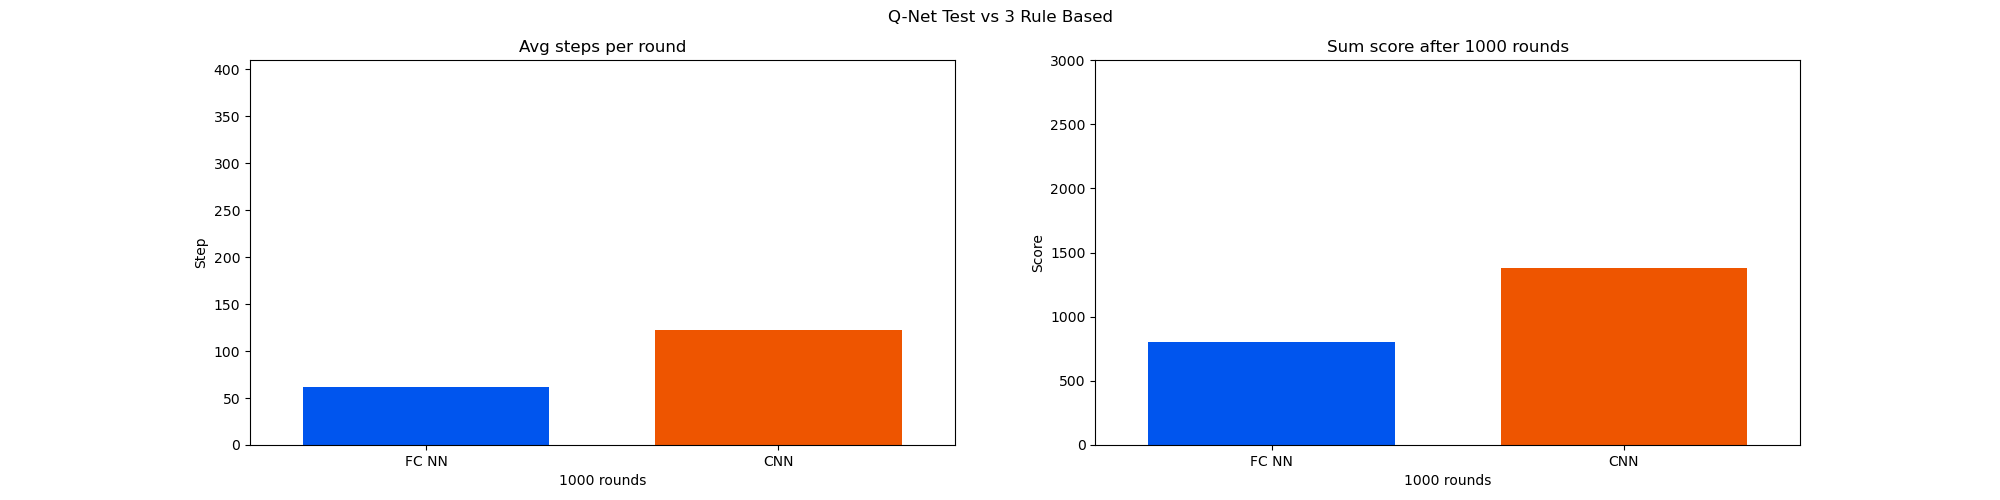 Q-Net Test vs 3 Rule Based
Avg steps per round
400
350
300
250
200
150
100
50
0
Step
FC NN
CNN
1000 rounds
Sum score after 1000 rounds
3000
2500
2000
1500
1000
500
0
Score
FC NN
CNN
1000 rounds